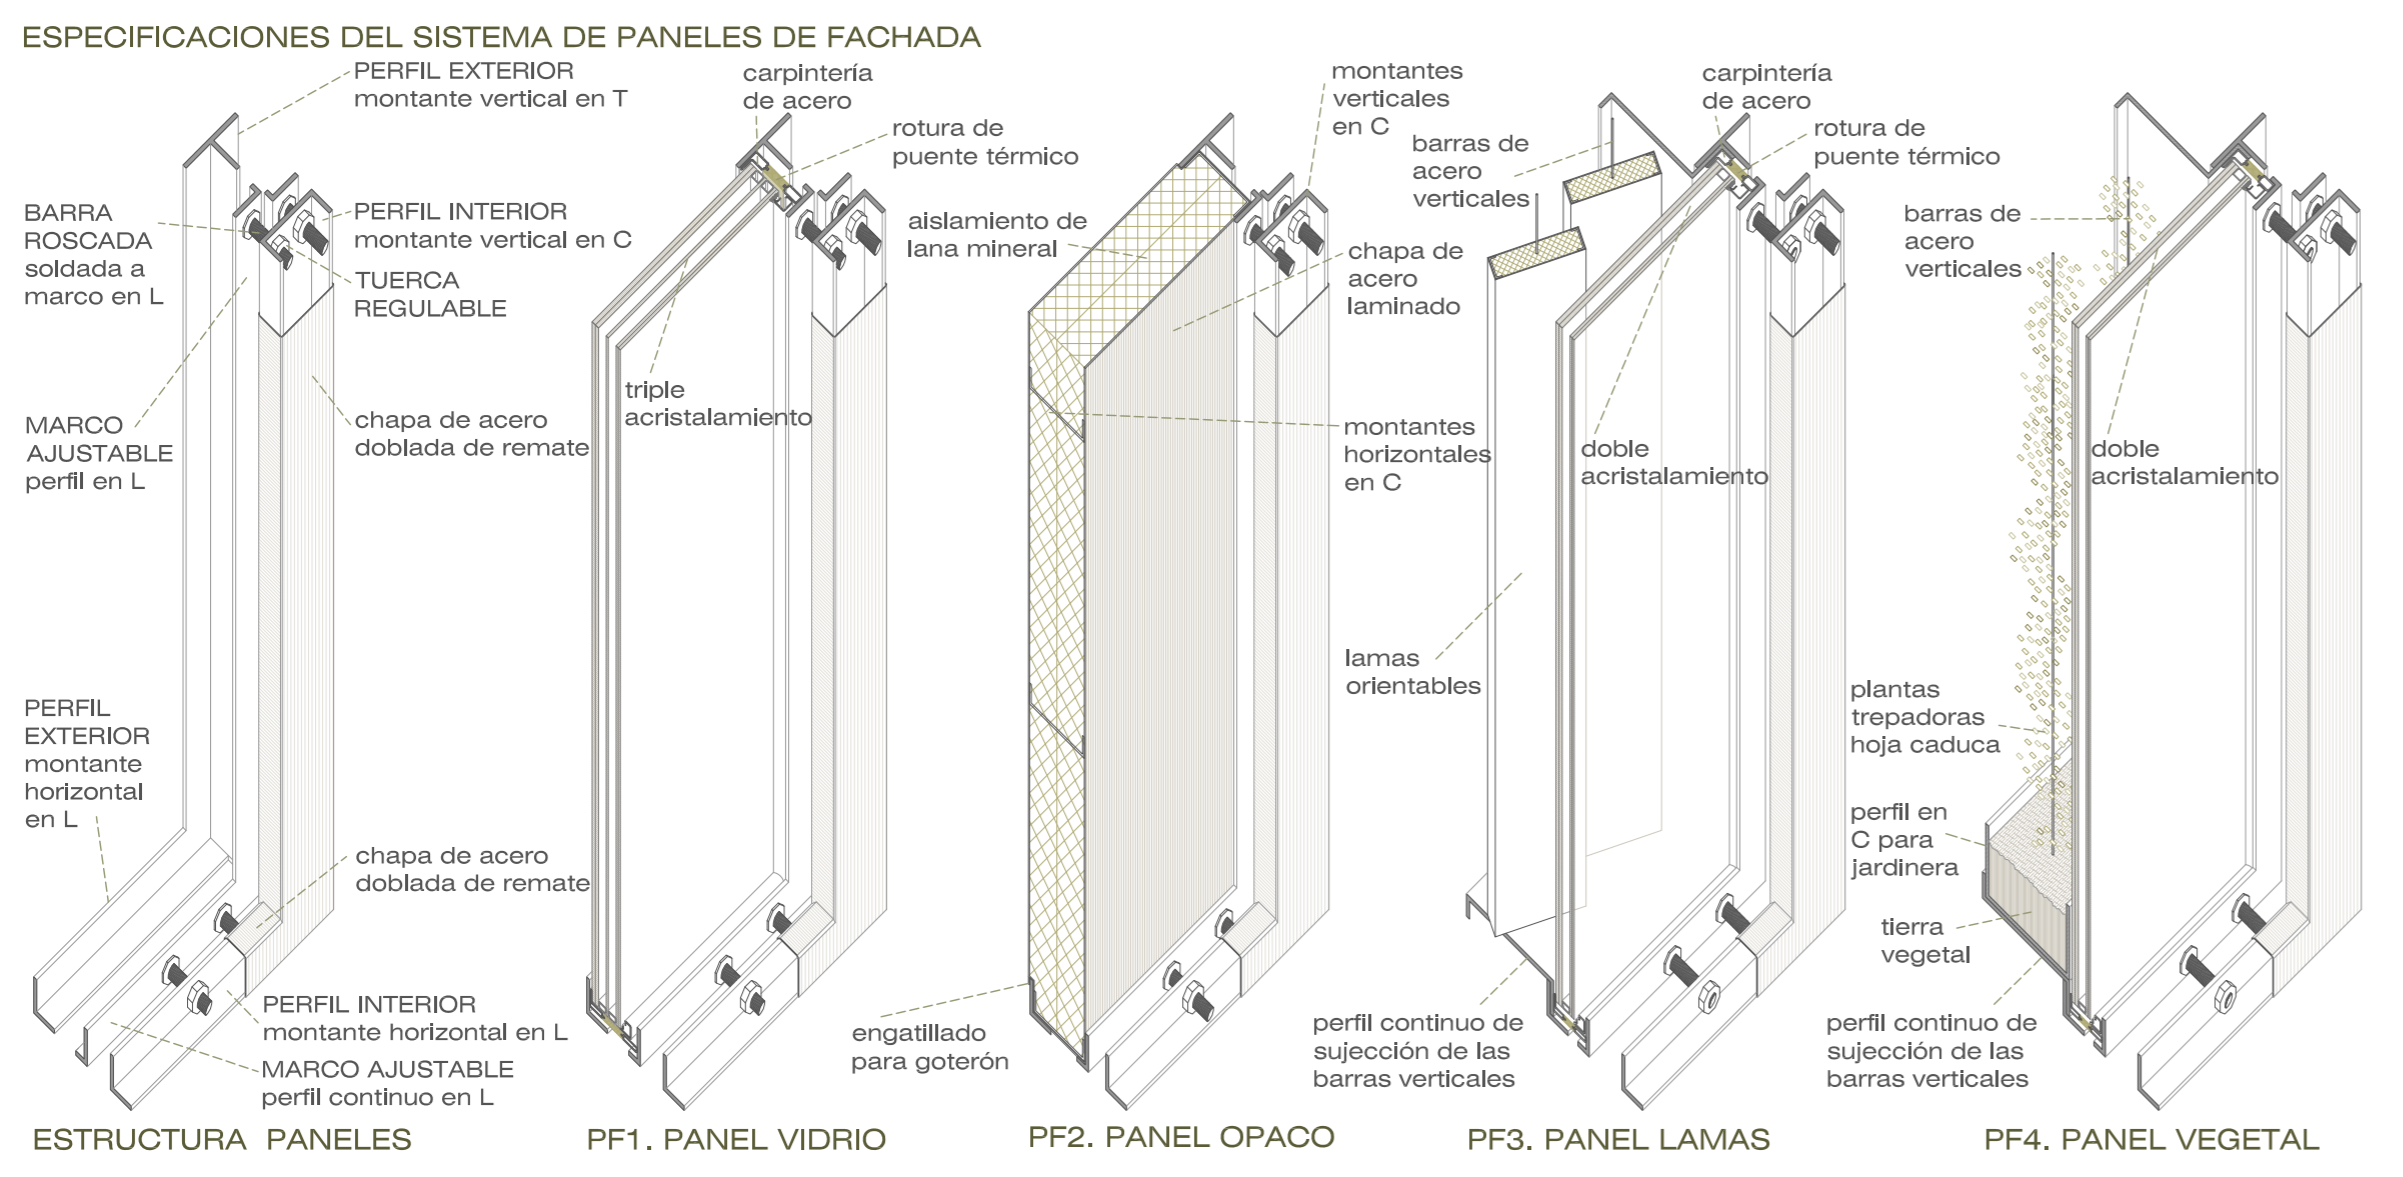 ESPECIFICACIONES DEL SISTEMA DE PANELES DE FACHADA
PERFIL EXTERIOR
montante vertical en T
BARRA
ROSCADA
soldada a
marco en L
PERFIL INTERIOR
montante vertical en C
TUERCA
REGULABLE
MARCO
AJUSTABLE
perfil en L
chapa de acero
doblada de remate
PERFIL
EXTERIOR
montante
horizontal
en L
chapa de acero
doblada de remate
PERFIL INTERIOR
montante horizontal en L
MARCO AJUSTABLE
perfil continuo en L
ESTRUCTURA PANELES
carpintería
de acero
rotura de
puente térmico
triple
acristalamiento
PF1. PANEL VIDRIO
montantes
verticales
en C
aislamiento de
lana mineral
chapa de
acero
laminado
montantes
horizontales
en C
engatillado
para goterón
PF2. PANEL OPACO
carpintería
de acero
barras de
acero
verticales
rotura de
puente térmico
doble
acristalamiento
lamas
orientables
perfil continuo de
sujección de las
barras verticales
PF3. PANEL LAMAS
barras de
acero
verticales
doble
acristalamiento
plantas
trepadoras
hoja caduca
perfil en
C para
jardinera
tierra
vegetal
perfil continuo de
sujección de las
barras verticales
PF4. PANEL VEGETAL